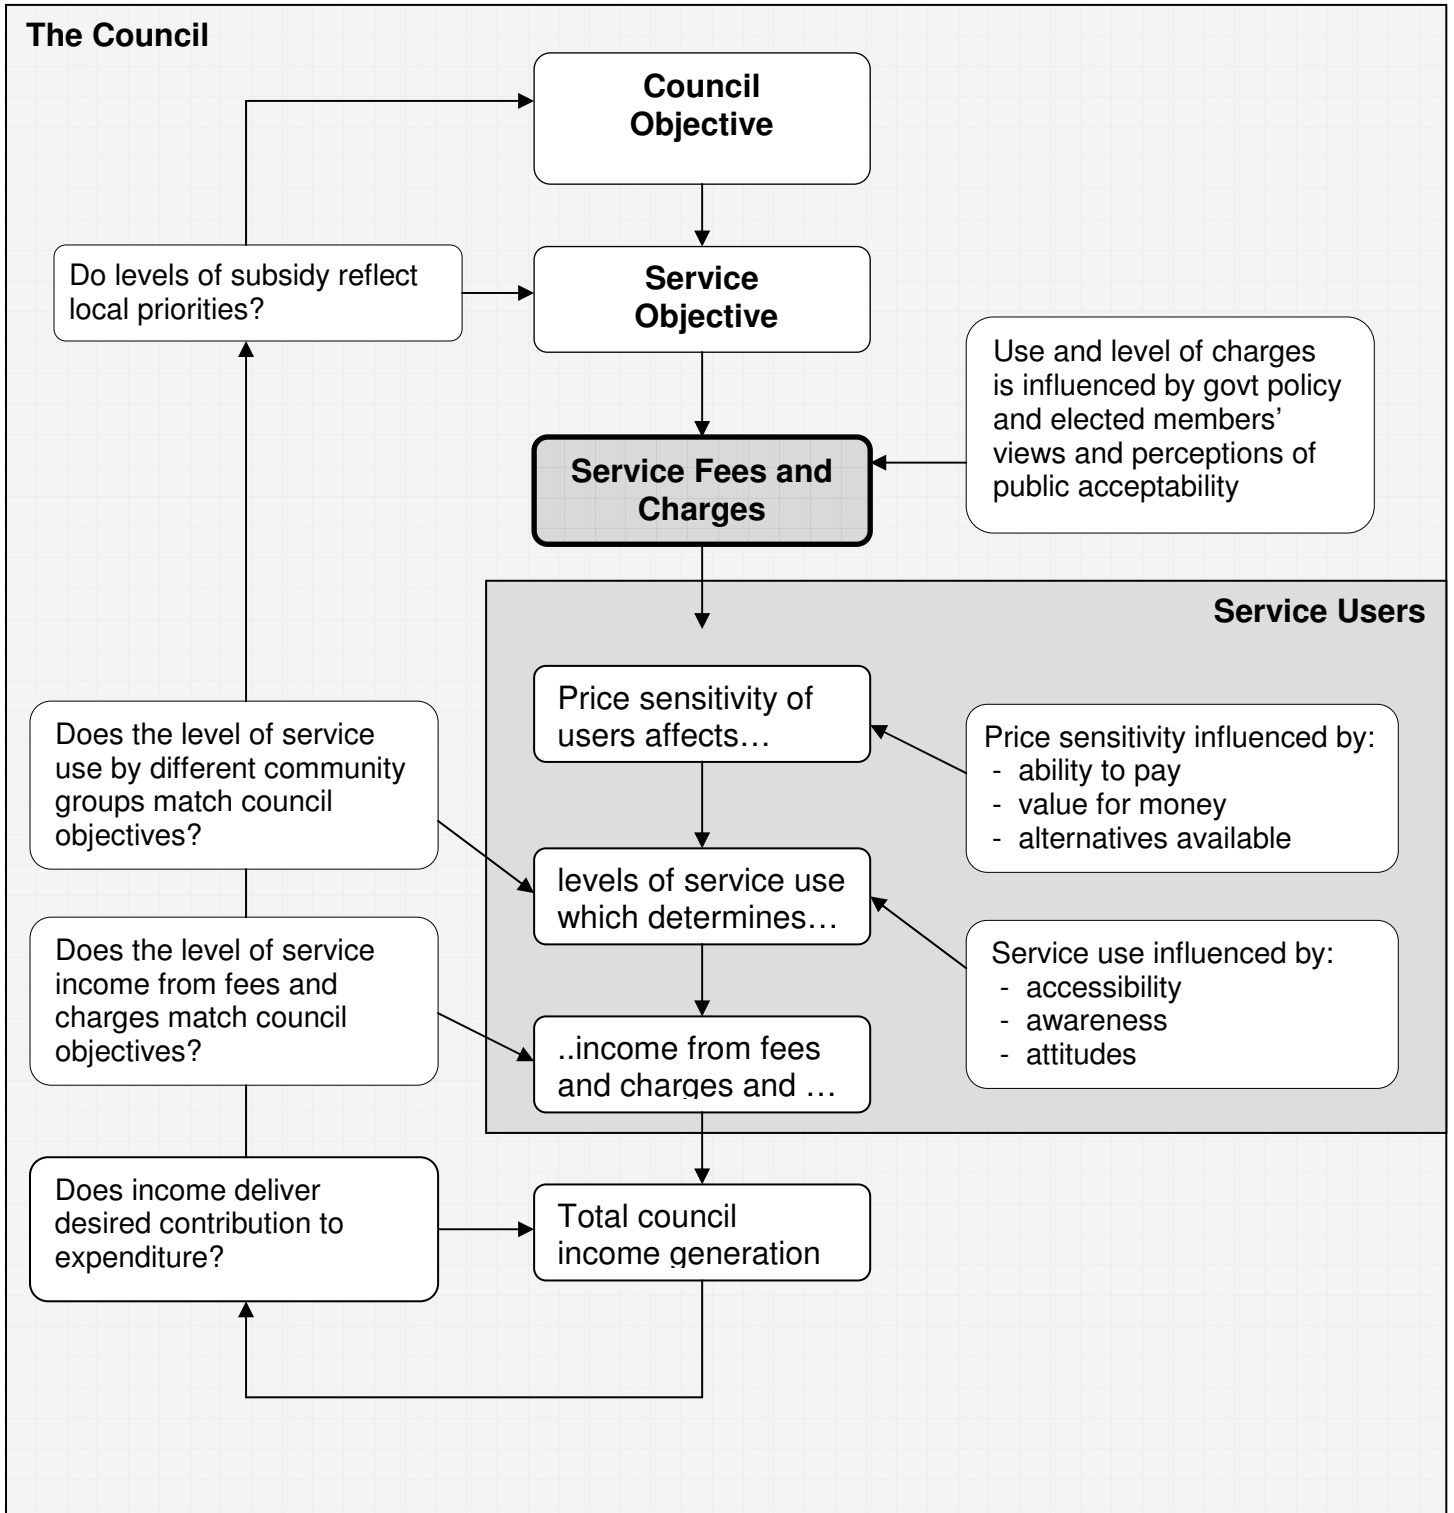 The Council
Council
Objective
Do levels of subsidy reflect
local priorities?
Service
Objective
Use and level of charges
is influenced by govt policy
and elected members’
views and perceptions of
public acceptability
Service Fees and
Charges
Service Users
Price sensitivity of
users affects…
Does the level of service
use by different community
groups match council
objectives?
Price sensitivity influenced by:
- ability to pay
- value for money
- alternatives available
levels of service use
which determines…
Does the level of service
income from fees and
charges match council
objectives?
Service use influenced by:
- accessibility
- awareness
- attitudes
..income from fees
and charges and …
Does income deliver
desired contribution to
expenditure?
Total council
income generation